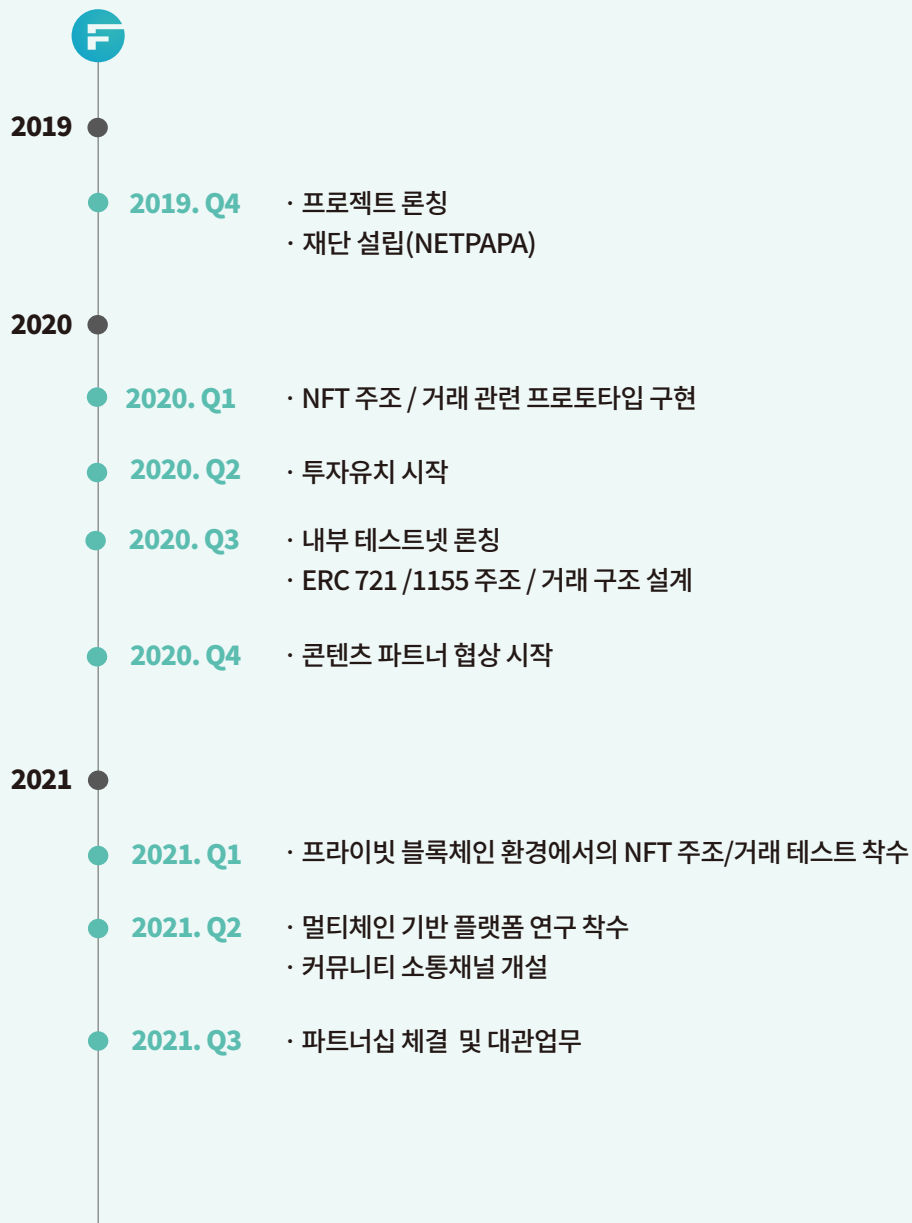 F
2019
2019. Q4 · 프로젝트 론칭
· 재단 설립(NETPAPA)
2020
2020. Q1 · NFT 주조 / 거래 관련 프로토타입 구현
2020. Q2 · 투자유치 시작
2020. Q3 · 내부 테스트넷 론칭
· ERC 721 /1155 주조 / 거래 구조 설계
2020. Q4 · 콘텐츠 파트너 협상 시작
2021
2021. Q1 · 프라이빗 블록체인 환경에서의 NFT 주조/거래 테스트 착수
2021. Q2 · 멀티체인 기반 플랫폼 연구 착수
· 커뮤니티 소통채널 개설
2021. Q3 · 파트너십 체결 및 대관업무